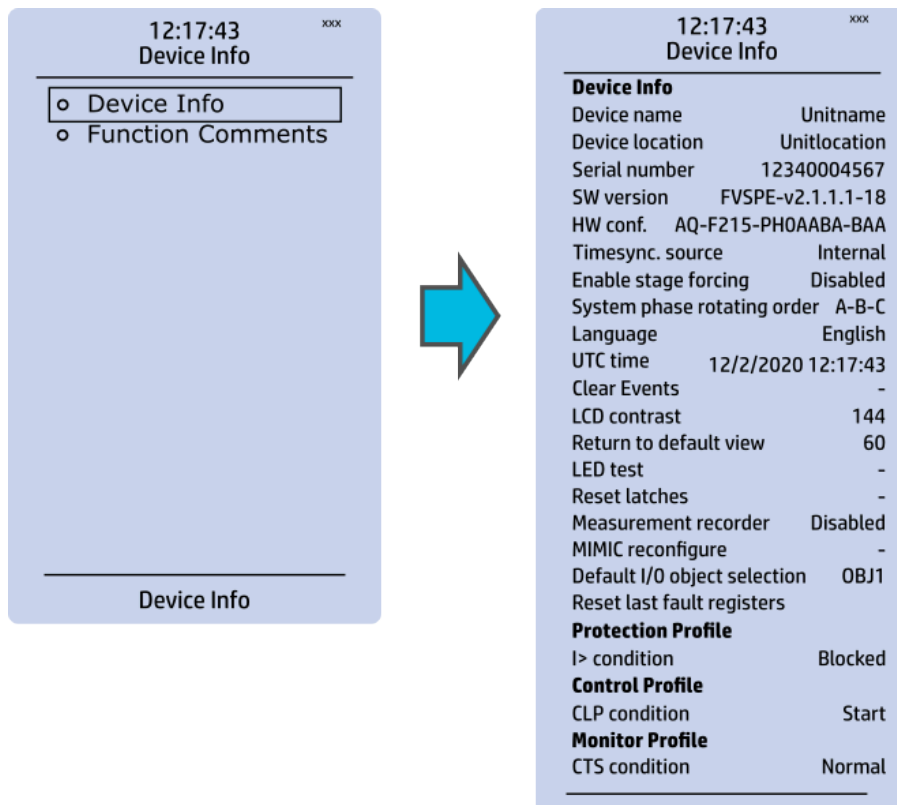 12:17:43 xxx
Device Info
Device Info
Function Comments
Device Info
12:17:43 xxx
Device Info
Device Info
Device name Unitname
Device location Unitlocation
Serial number 12340004567
SW version FVSPE-v2.1.1.1-18
HW conf. AQ-F215-PH0AABA-BAA
Timesync. source Internal
Enable stage forcing Disabled
System phase rotating order A-B-C
Language English
UTC time 12/2/2020 12:17:43
Clear Events -
LCD contrast 144
Return to default view 60
LED test -
Reset latches -
Measurement recorder Disabled
MIMIC reconfigure -
Default I/0 object selection OBJ1
Reset last fault registers
Protection Profile
I> condition Blocked
Control Profile
CLP condition Start
Monitor Profile
CTS condition Normal